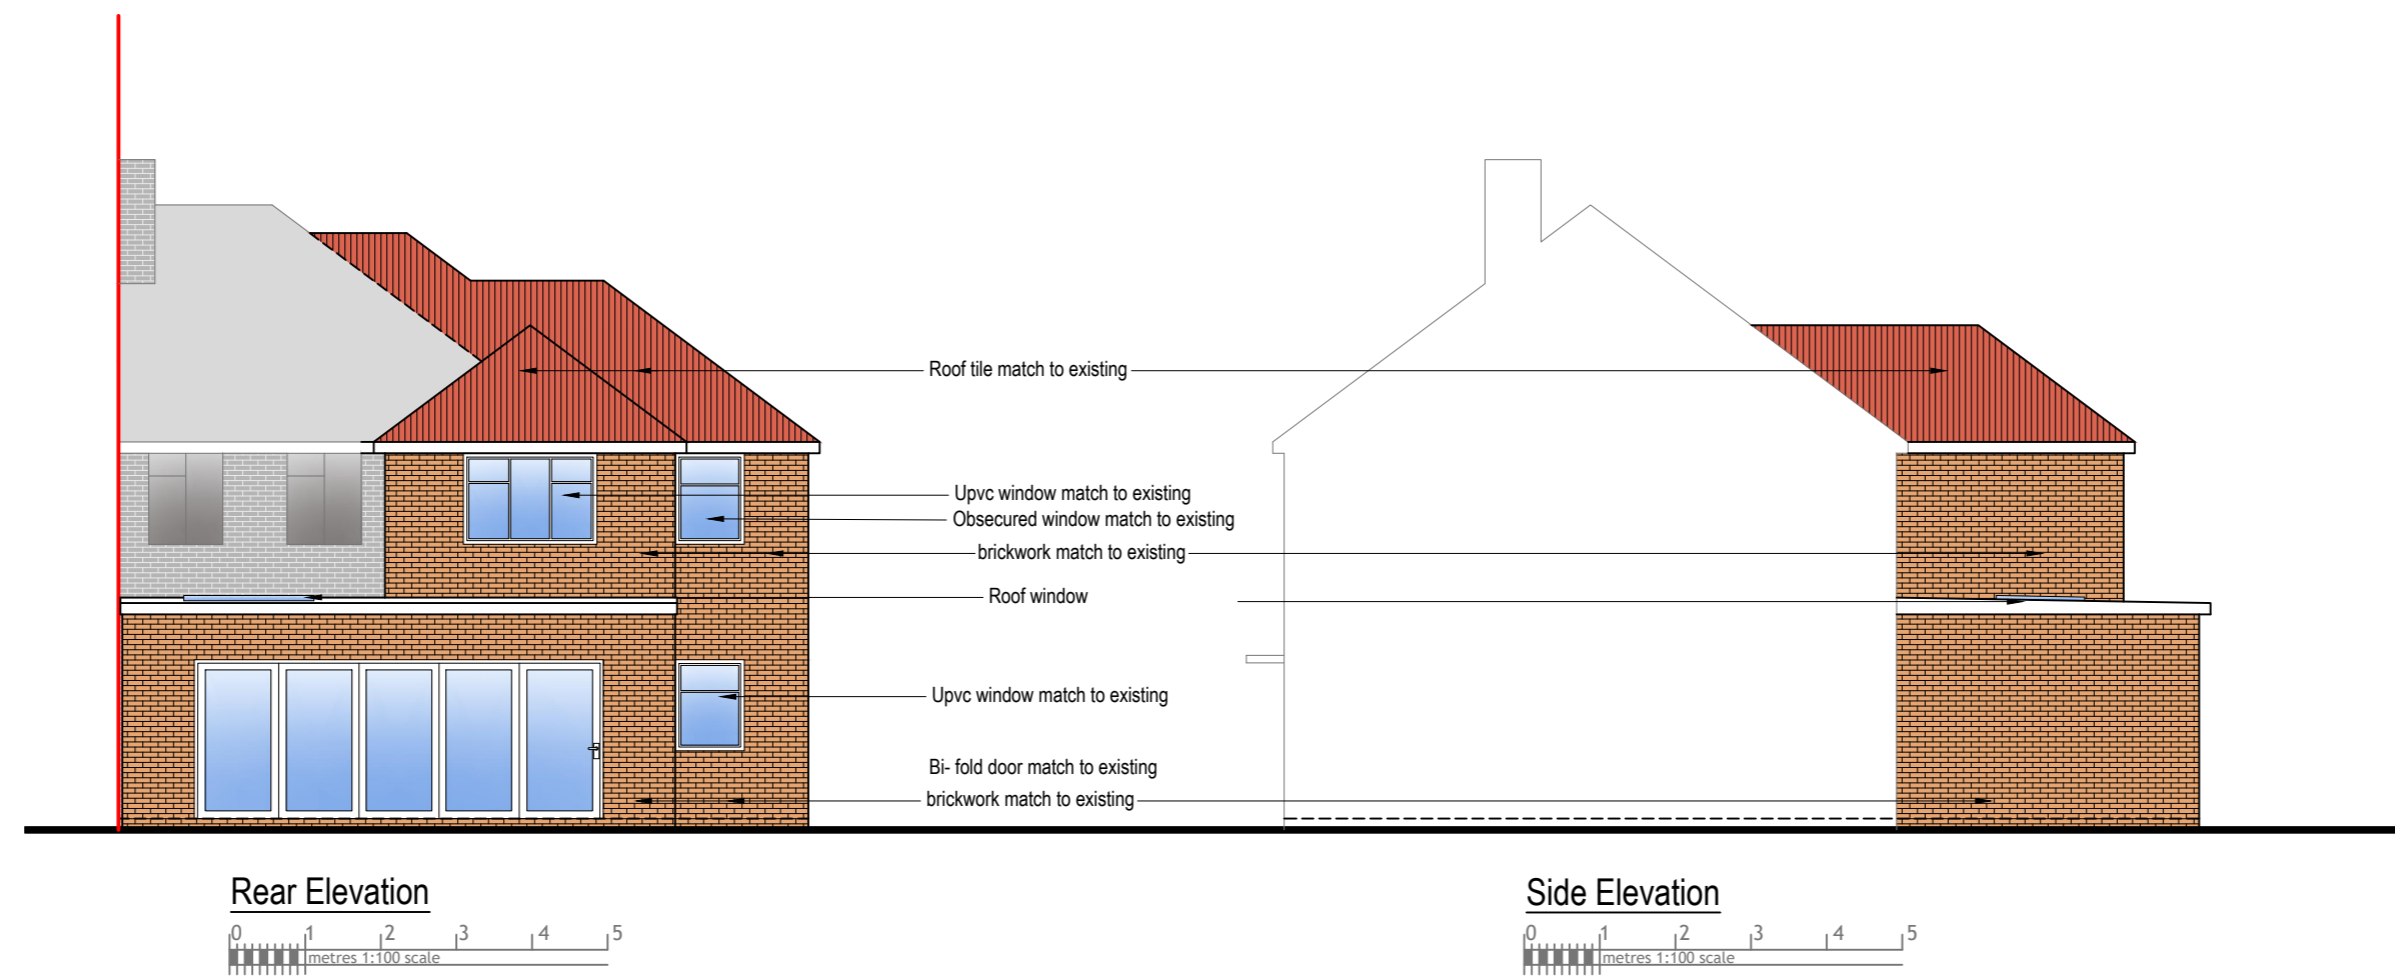 Roof tile match to existing
Upvc window match to existing
Obsecured window match to existing
brickwork match to existing
Roof window
Upvc window match to existing
Bi- fold door match to existing
brickwork match to existing
Rear Elevation
0 1 2 3 4 5
metres 1:100 scale
Side Elevation
0 1 2 3 4 5
metres 1:100 scale